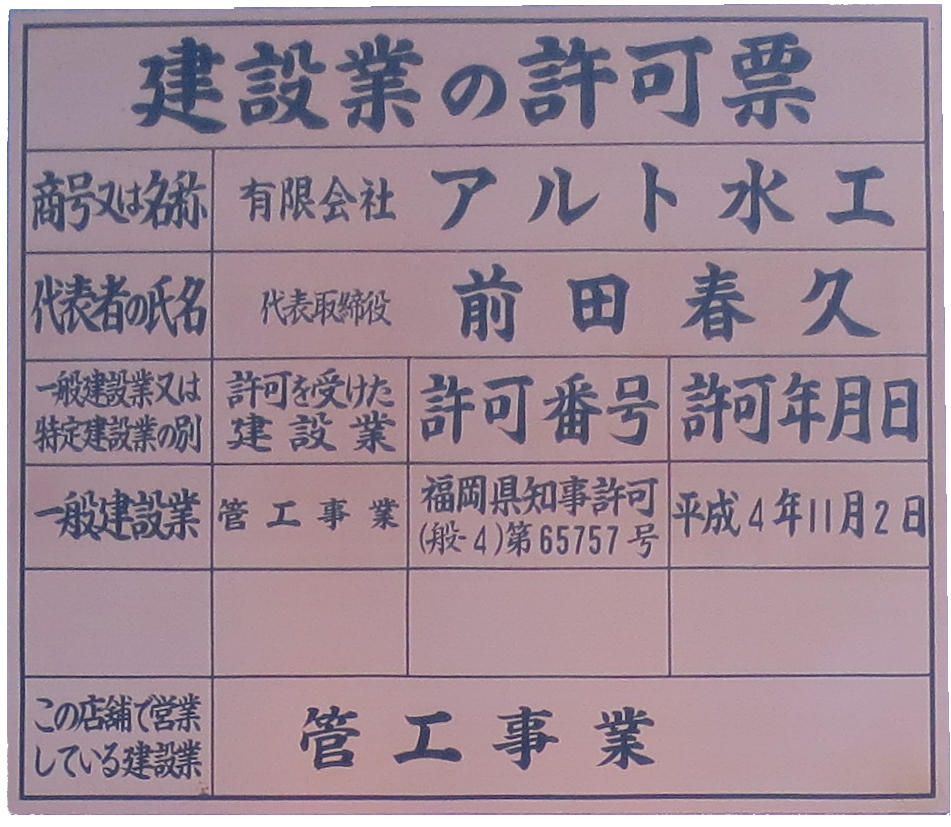 建設業の許可票
商号又は名称 有限会社 アルト水工
代表者の氏名 代表取締役 前田春久
一般建設業又は
特定建設業の別
許可を受けた
建設業
許可番号
許可年月日
一般建設業
管工事業
福岡県知事許可
(般-4)第65757号
平成4年11月2日
この店舗で営業
している建設業
管工事業